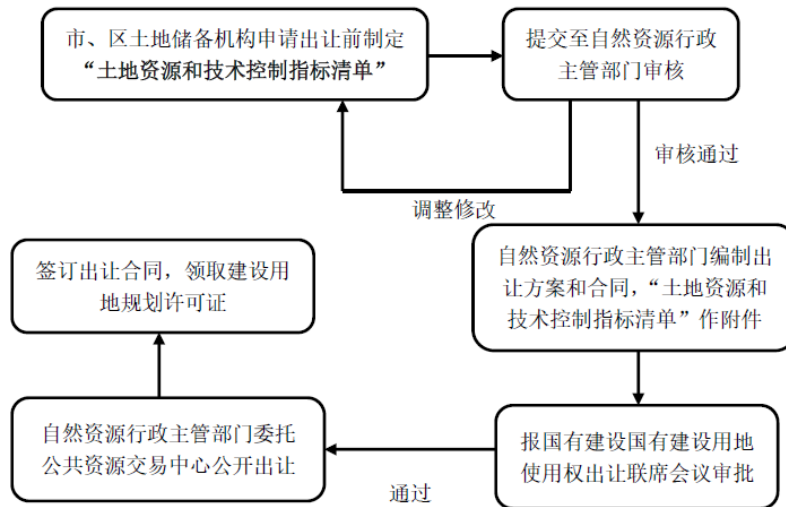 市、区土地储备机构申请出让前制定
“土地资源和技术控制指标清单”
提交至自然资源行政
主管部门审核
审核通过
调整修改
自然资源行政主管部门编制出
让方案和合同，“土地资源和
技术控制指标清单”作附件
报国有建设国有建设用地
使用权出让联席会议审批
通过
自然资源行政主管部门委托
公共资源交易中心公开出让
签订出让合同，领取建设用
地规划许可证